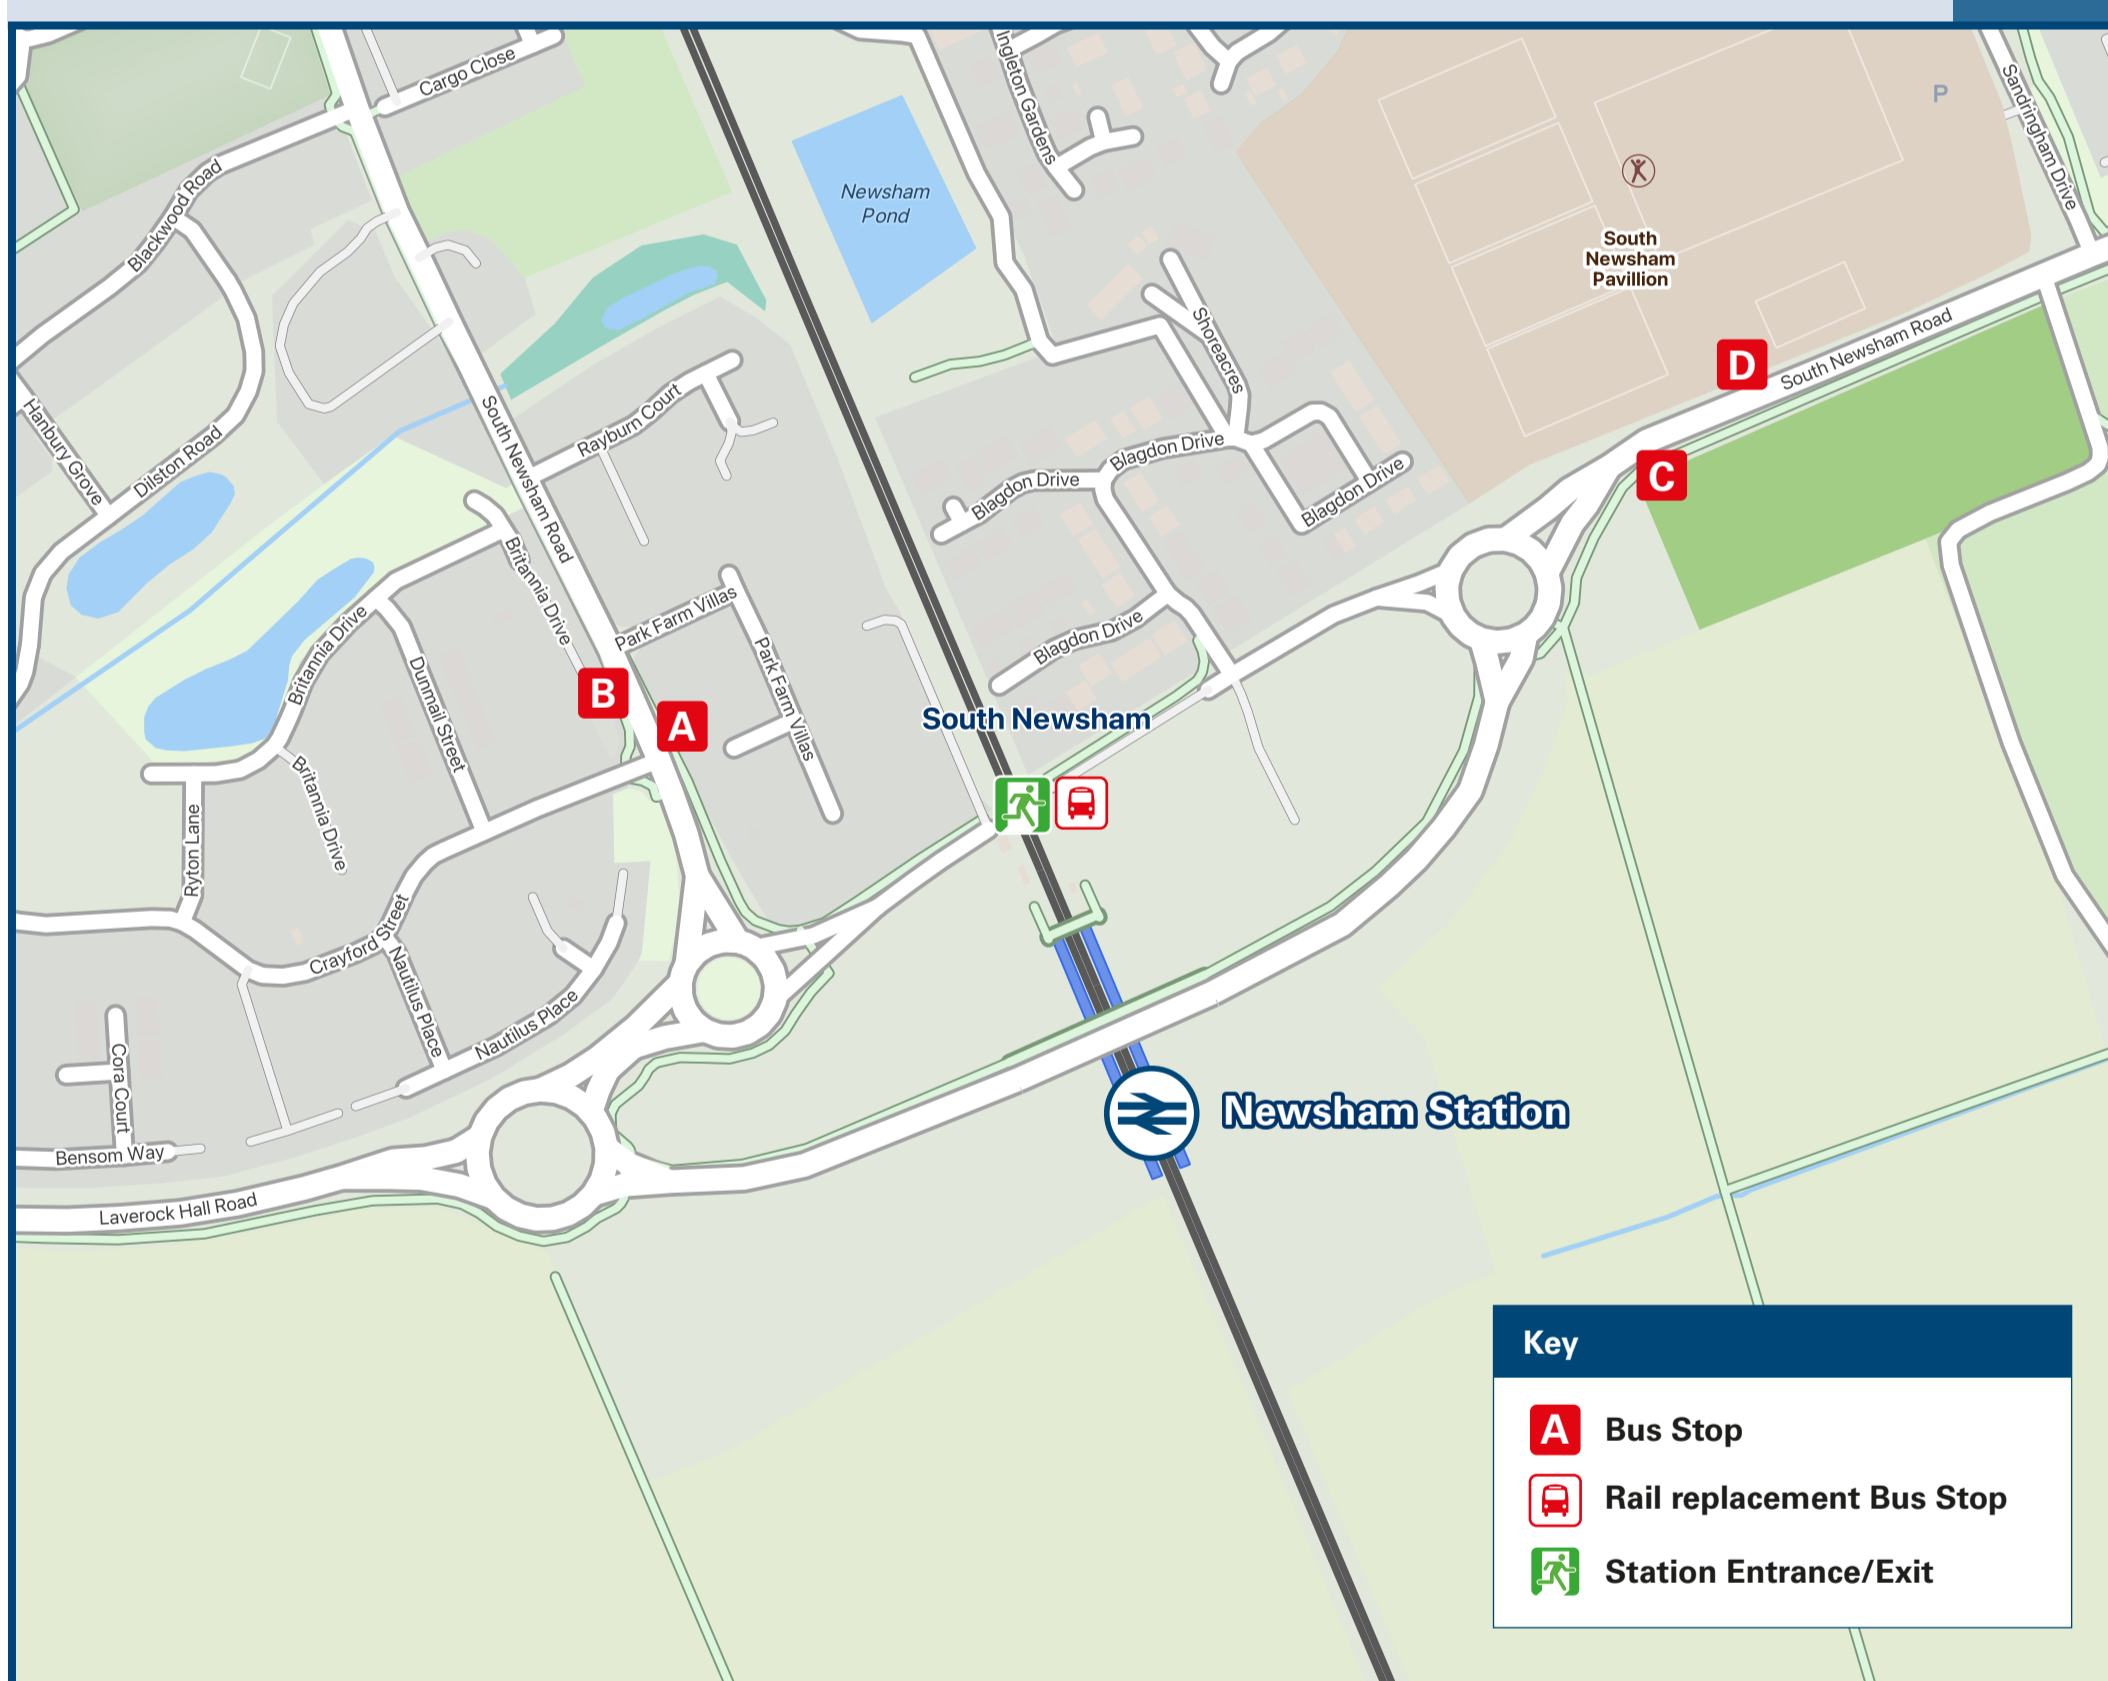 Cargo Close
Ingleton Gardens
Sandringham Drive
P
Blackwood Road
Newsham
Pond
South
Newsham
Pavillion
Shoreacres
South Newsham Road
D
Hanbury Grove
Dilston Road
South Newsham Road
Rayburn Court
Blagdon Drive
Blagdon Drive
Blagdon Drive
C
Britannia Drive
Park Farm Villas
Britannia Drive
Dunmail Street
Park Farm Villas
Blagdon Drive
B
A
South Newsham
Britannia Drive
Ryton Lane
Crayford Street
Nautilus Place
Nautilus Place
Cora Court
Bensom Way
Newsham Station
Laverock Hall Road
Key
A Bus Stop
Rail replacement Bus Stop
Station Entrance/Exit